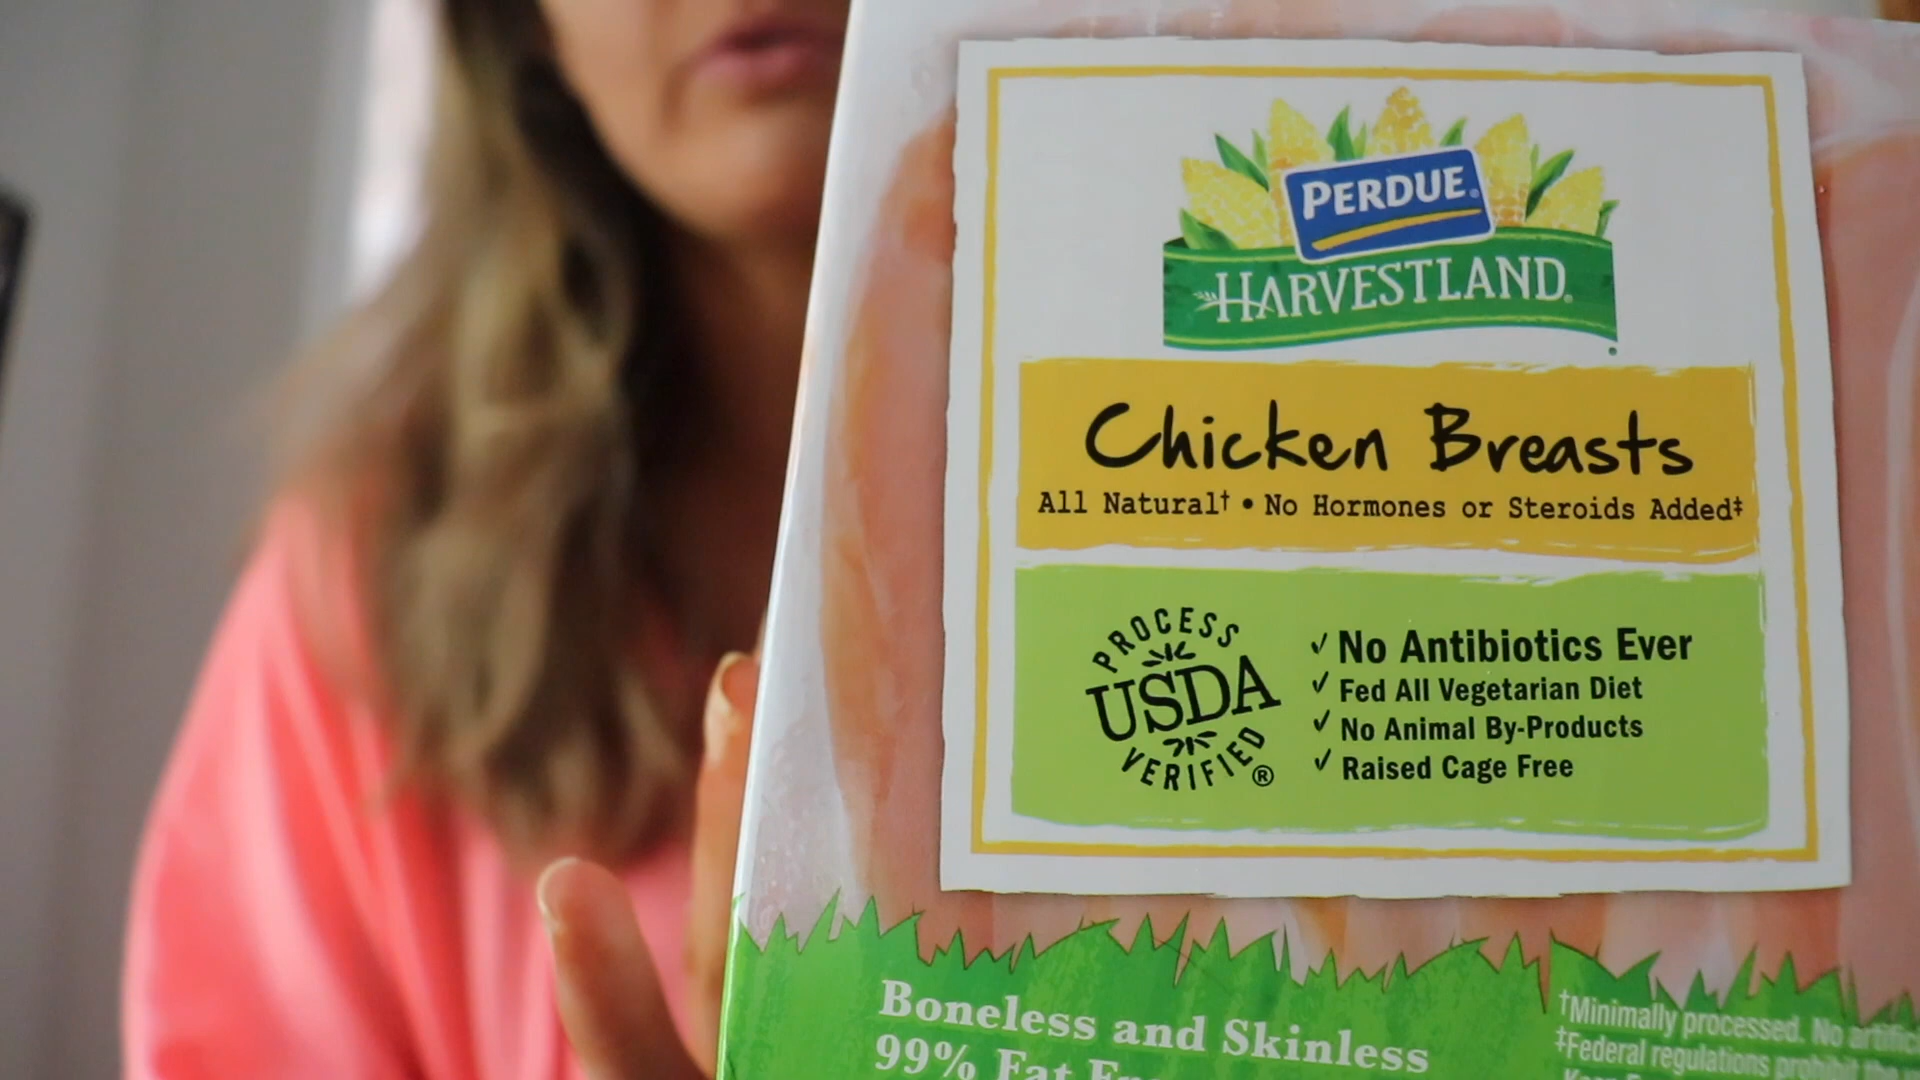 PERDUE®
HARVESTLAND®
Chicken Breasts
All Natural† • No Hormones or Steroids Added‡
PROCESS
USDA
VERIFIED®
✓ No Antibiotics Ever
✓ Fed All Vegetarian Diet
✓ No Animal By-Products
✓ Raised Cage Free
Boneless and Skinless
99% Fat
†Minimally processed. No
‡Federal regulations prohibit the